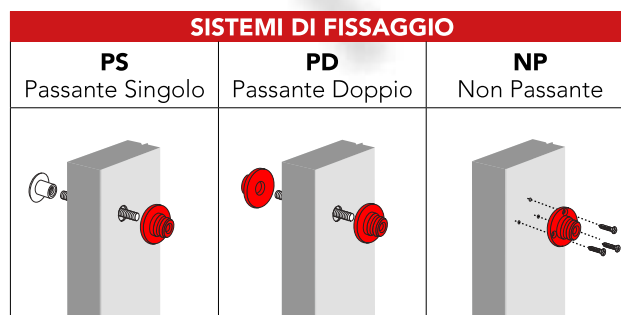 SISTEMI DI FISSAGGIO
PS
Passante Singolo
PD
Passante Doppio
NP
Non Passante